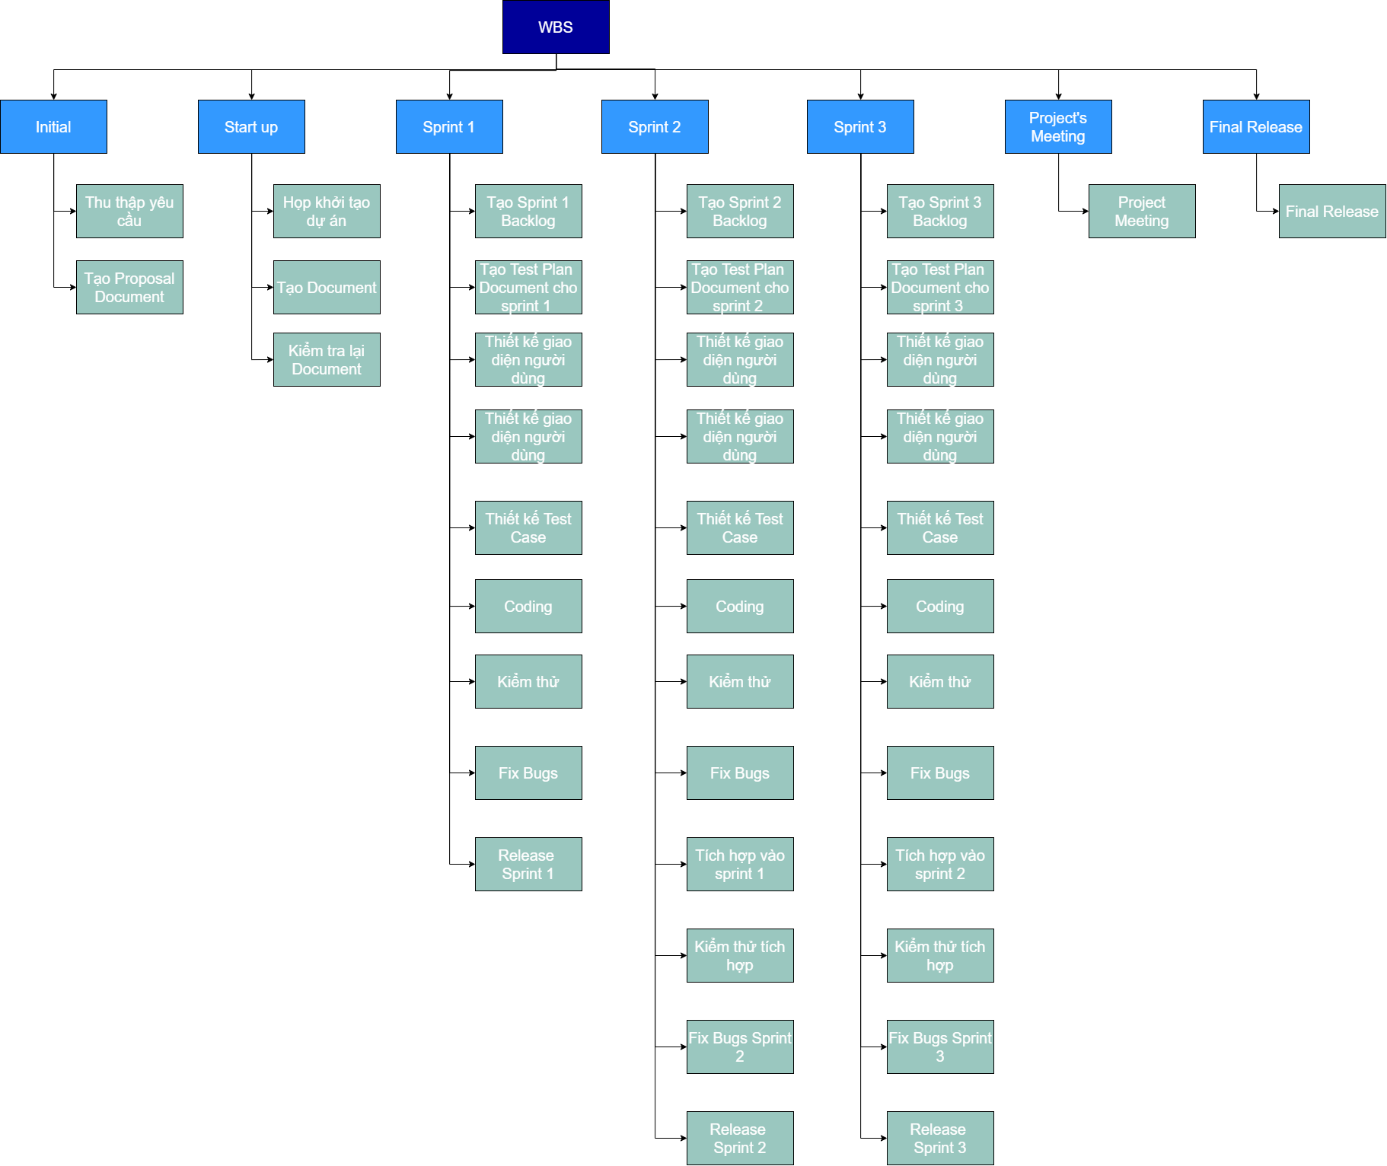 WBS
Initial
Start up
Sprint 1
Sprint 2
Sprint 3
Project's
Meeting
Final Release
Thu thập yêu
cầu
Tạo Proposal
Document
Họp khởi tạo
dự án
Tạo Document
Kiểm tra lại
Document
Tạo Sprint 1
Backlog
Tạo Test Plan
Document cho
sprint 1
Thiết kế giao
diện người
dùng
Thiết kế giao
diện người
dùng
Thiết kế Test
Case
Coding
Kiểm thử
Fix Bugs
Release
Sprint 1
Tạo Sprint 2
Backlog
Tạo Test Plan
Document cho
sprint 2
Thiết kế giao
diện người
dùng
Thiết kế giao
diện người
dùng
Thiết kế Test
Case
Coding
Kiểm thử
Fix Bugs
Tích hợp vào
sprint 1
Kiểm thử tích
hợp
Fix Bugs Sprint
2
Release
Sprint 2
Tạo Sprint 3
Backlog
Tạo Test Plan
Document cho
sprint 3
Thiết kế giao
diện người
dùng
Thiết kế giao
diện người
dùng
Thiết kế Test
Case
Coding
Kiểm thử
Fix Bugs
Tích hợp vào
sprint 2
Kiểm thử tích
hợp
Fix Bugs Sprint
3
Release
Sprint 3
Project
Meeting
Final Release